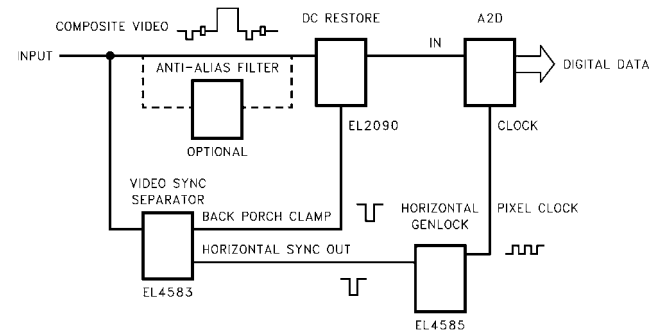 COMPOSITE VIDEO
DC RESTORE
A2D
INPUT
IN
ANTI-ALIAS FILTER
DIGITAL DATA
EL2090
CLOCK
OPTIONAL
VIDEO SYNC
SEPARATOR
BACK PORCH CLAMP
HORIZONTAL
GENLOCK
PIXEL CLOCK
HORIZONTAL SYNC OUT
EL4583
EL4585